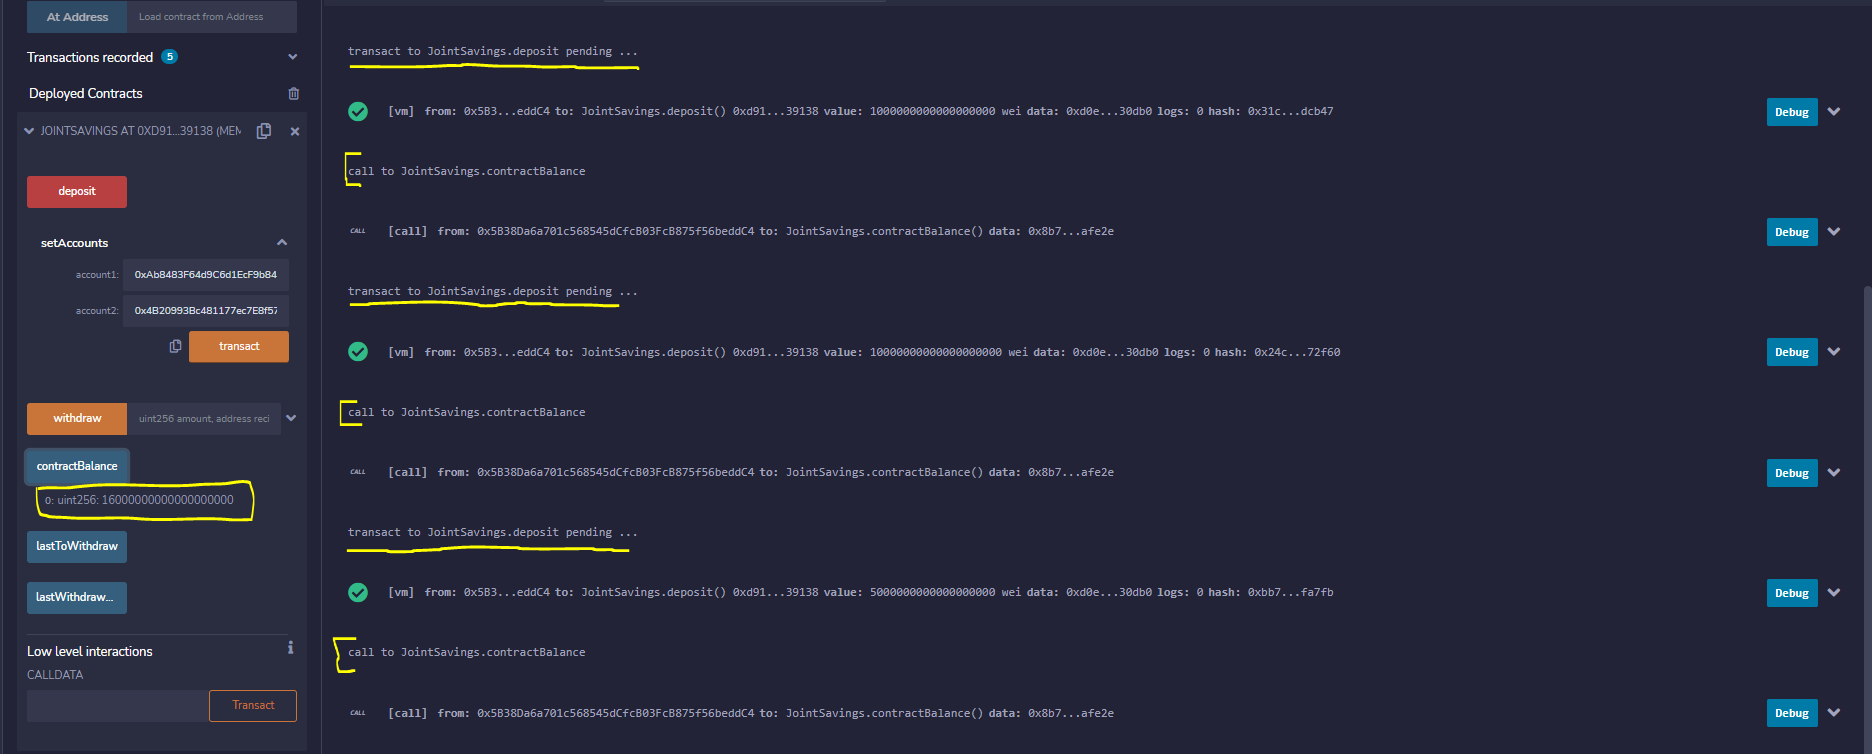 At Address
Load contract from Address
Transactions recorded 5
Deployed Contracts
JOINTSAVINGS AT 0XD91...39138 (MEM
deposit
setAccounts
account1: 0xAb8483F64d9C6d1EcF9b84
account2: 0x4B20993Bc481177ec7E8f57
transact
withdraw
uint256 amount, address reci
contractBalance
0: uint256: 16000000000000000000
lastToWithdraw
lastWithdraw...
Low level interactions
i
CALLDATA
Transact
transact to JointSavings.deposit pending ...
[vm] from: 0x5B3...eddC4 to: JointSavings.deposit() 0xd91...39138 value: 1000000000000000000 wei data: 0xd0e...30db0 logs: 0 hash: 0x31c...dcb47
Debug
call to JointSavings.contractBalance
CALL [call] from: 0x5B38Da6a701c568545dCfcB03FcB875f56beddC4 to: JointSavings.contractBalance() data: 0x8b7...afe2e
Debug
transact to JointSavings.deposit pending ...
[vm] from: 0x5B3...eddC4 to: JointSavings.deposit() 0xd91...39138 value: 10000000000000000000 wei data: 0xd0e...30db0 logs: 0 hash: 0x24c...72f60
Debug
call to JointSavings.contractBalance
CALL [call] from: 0x5B38Da6a701c568545dCfcB03FcB875f56beddC4 to: JointSavings.contractBalance() data: 0x8b7...afe2e
Debug
transact to JointSavings.deposit pending ...
[vm] from: 0x5B3...eddC4 to: JointSavings.deposit() 0xd91...39138 value: 5000000000000000000 wei data: 0xd0e...30db0 logs: 0 hash: 0xbb7...fa7fb
Debug
call to JointSavings.contractBalance
CALL [call] from: 0x5B38Da6a701c568545dCfcB03FcB875f56beddC4 to: JointSavings.contractBalance() data: 0x8b7...afe2e
Debug